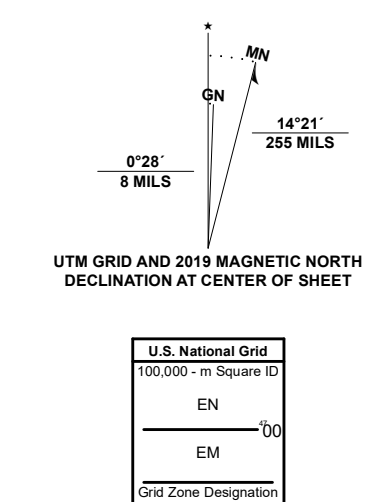 ★
MN
GN
14°21´
255 MILS
0°28´
8 MILS
UTM GRID AND 2019 MAGNETIC NORTH
DECLINATION AT CENTER OF SHEET
U.S. National Grid
100,000 - m Square ID
EN
4700
EM
Grid Zone Designation